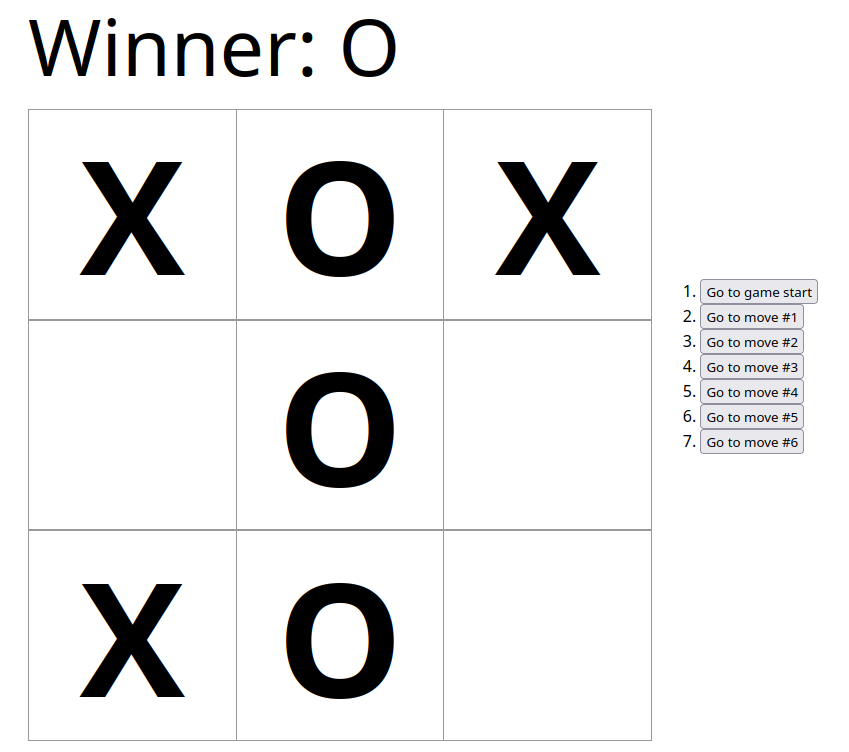 Winner: O
X O X
O
X O
1. Go to game start
2. Go to move #1
3. Go to move #2
4. Go to move #3
5. Go to move #4
6. Go to move #5
7. Go to move #6